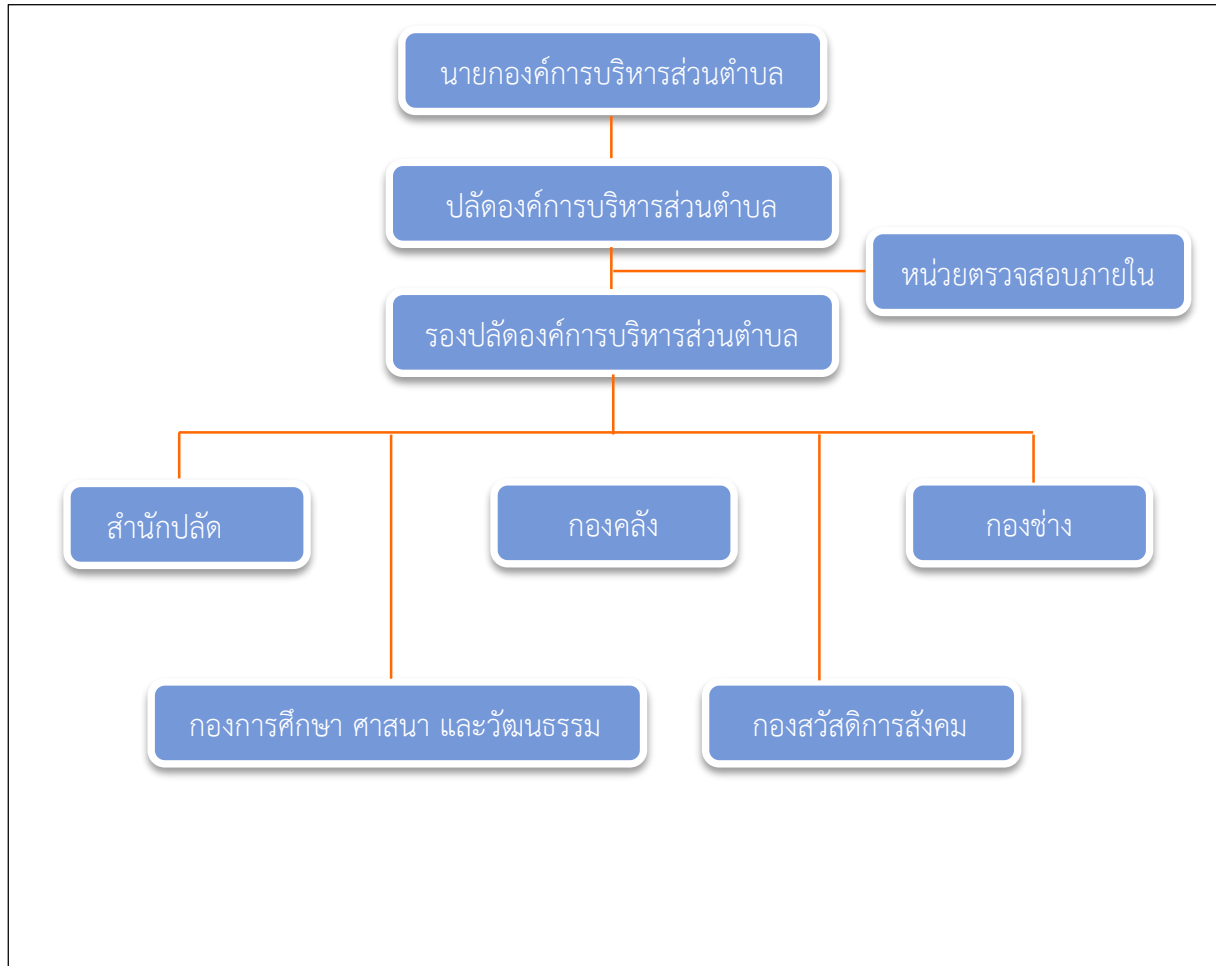 นายกองค์การบริหารส่วนตำบล
ปลัดองค์การบริหารส่วนตำบล
หน่วยตรวจสอบภายใน
รองปลัดองค์การบริหารส่วนตำบล
สำนักปลัด
กองคลัง
กองช่าง
กองการศึกษา ศาสนา และวัฒนธรรม
กองสวัสดิการสังคม